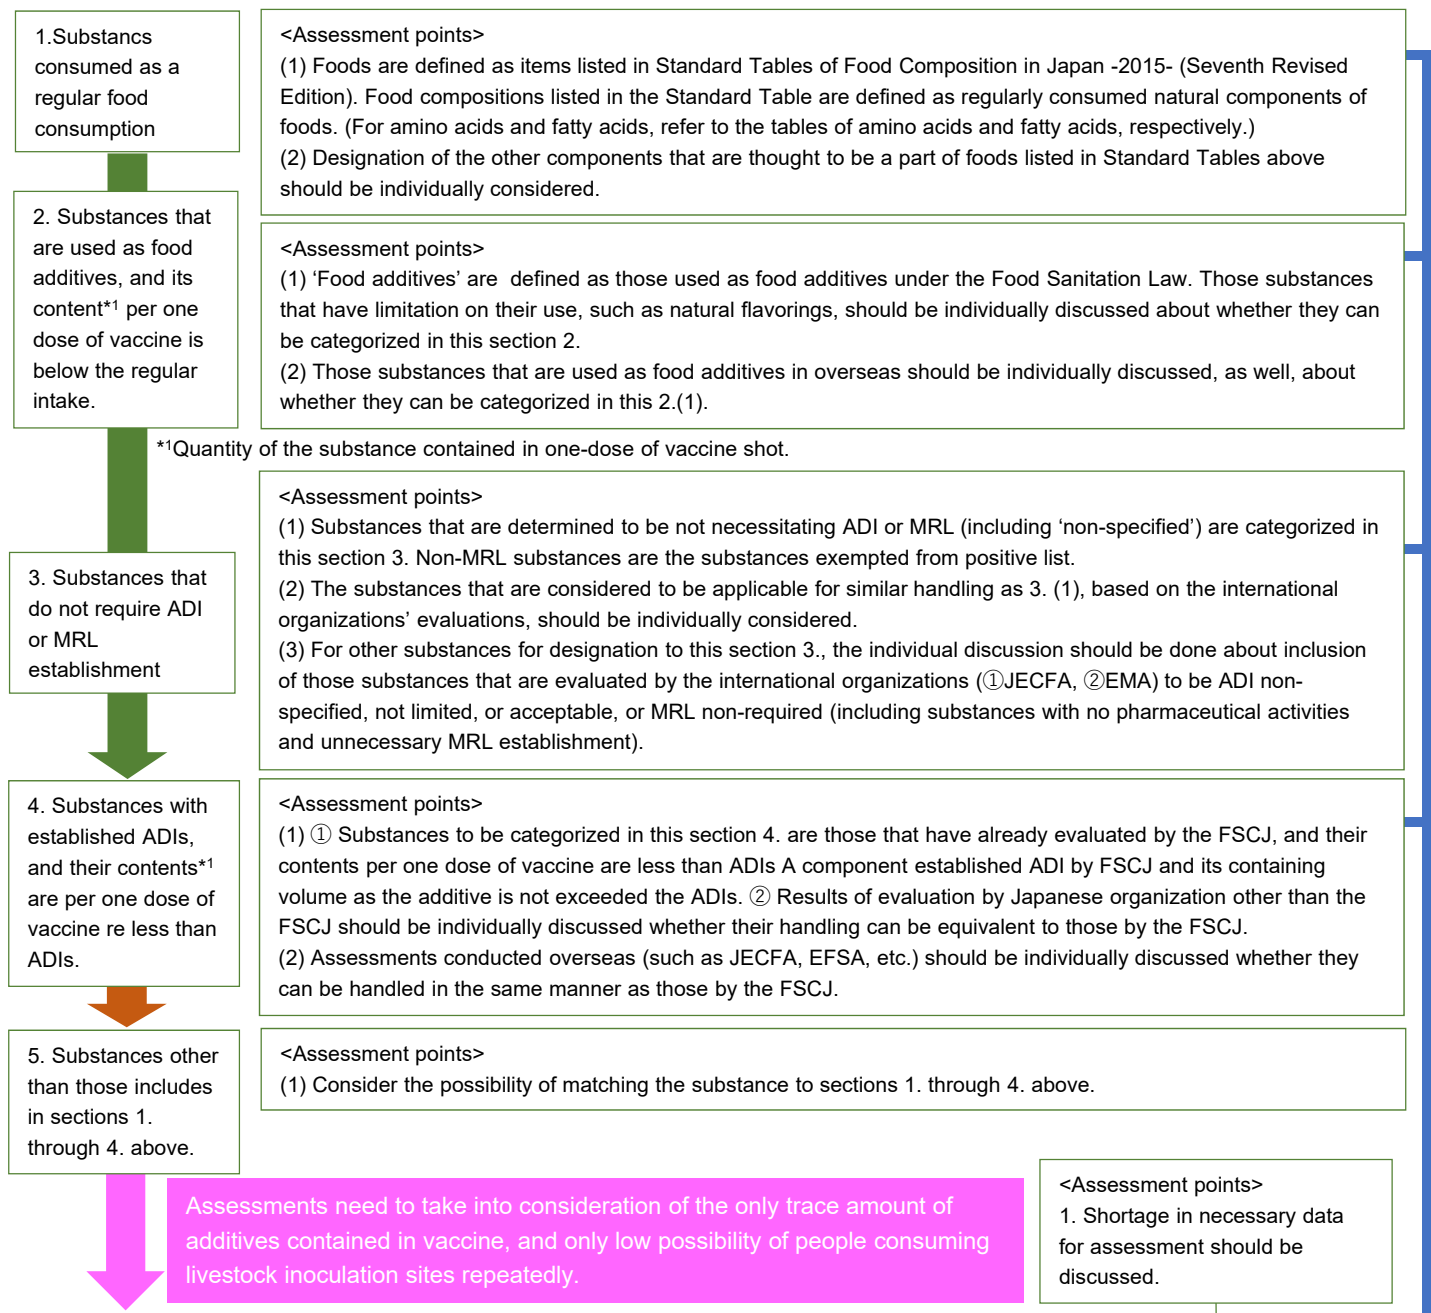 1.Substancs
consumed as a
regular food
consumption
<Assessment points>
(1) Foods are defined as items listed in Standard Tables of Food Composition in Japan -2015- (Seventh Revised
Edition). Food compositions listed in the Standard Table are defined as regularly consumed natural components of
foods. (For amino acids and fatty acids, refer to the tables of amino acids and fatty acids, respectively.)
(2) Designation of the other components that are thought to be a part of foods listed in Standard Tables above
should be individually considered.
2. Substances that
are used as food
additives, and its
content*1 per one
dose of vaccine is
below the regular
intake.
<Assessment points>
(1) ‘Food additives’ are  defined as those used as food additives under the Food Sanitation Law. Those substances
that have limitation on their use, such as natural flavorings, should be individually discussed about whether they can
be categorized in this section 2.
(2) Those substances that are used as food additives in overseas should be individually discussed, as well, about
whether they can be categorized in this 2.(1).
*1Quantity of the substance contained in one-dose of vaccine shot.
3. Substances that
do not require ADI
or MRL
establishment
<Assessment points>
(1) Substances that are determined to be not necessitating ADI or MRL (including ‘non-specified’) are categorized in
this section 3. Non-MRL substances are the substances exempted from positive list.
(2) The substances that are considered to be applicable for similar handling as 3. (1), based on the international
organizations’ evaluations, should be individually considered.
(3) For other substances for designation to this section 3., the individual discussion should be done about inclusion
of those substances that are evaluated by the international organizations (①JECFA, ②EMA) to be ADI non-
specified, not limited, or acceptable, or MRL non-required (including substances with no pharmaceutical activities
and unnecessary MRL establishment).
4. Substances with
established ADIs,
and their contents*1
are per one dose of
vaccine re less than
ADIs.
<Assessment points>
(1) ① Substances to be categorized in this section 4. are those that have already evaluated by the FSCJ, and their
contents per one dose of vaccine are less than ADIs A component established ADI by FSCJ and its containing
volume as the additive is not exceeded the ADIs. ② Results of evaluation by Japanese organization other than the
FSCJ should be individually discussed whether their handling can be equivalent to those by the FSCJ.
(2) Assessments conducted overseas (such as JECFA, EFSA, etc.) should be individually discussed whether they
can be handled in the same manner as those by the FSCJ.
5. Substances other
than those includes
in sections 1.
through 4. above.
<Assessment points>
(1) Consider the possibility of matching the substance to sections 1. through 4. above.
Assessments need to take into consideration of the only trace amount of
additives contained in vaccine, and only low possibility of people consuming
livestock inoculation sites repeatedly.
<Assessment points>
1. Shortage in necessary data
for assessment should be
discussed.